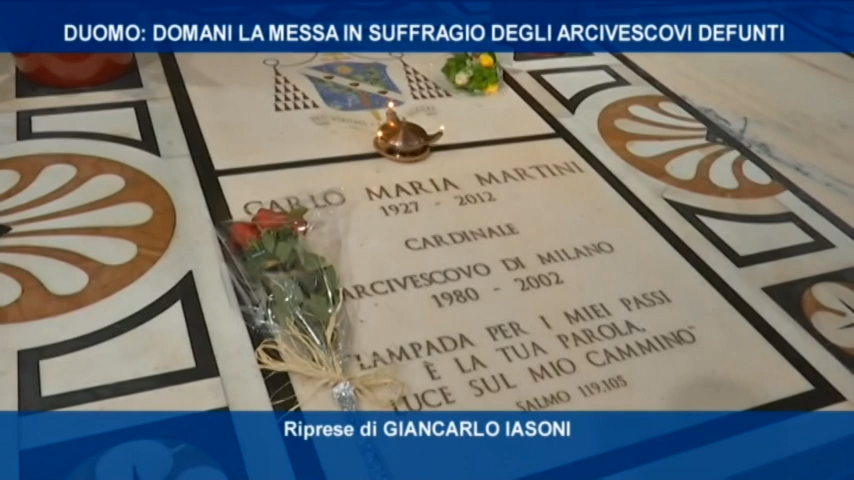 DUOMO: DOMANI LA MESSA IN SUFFRAGIO DEGLI ARCIVESCOVI DEFUNTI
CARLO MARIA MARTINI
1927 - 2012
CARDINALE
ARCIVESCOVO DI MILANO
1980 - 2002
"LAMPADA PER I MIEI PASSI
È LA TUA PAROLA,
LUCE SUL MIO CAMMINO"
SALMO 119,105
Riprese di GIANCARLO IASONI